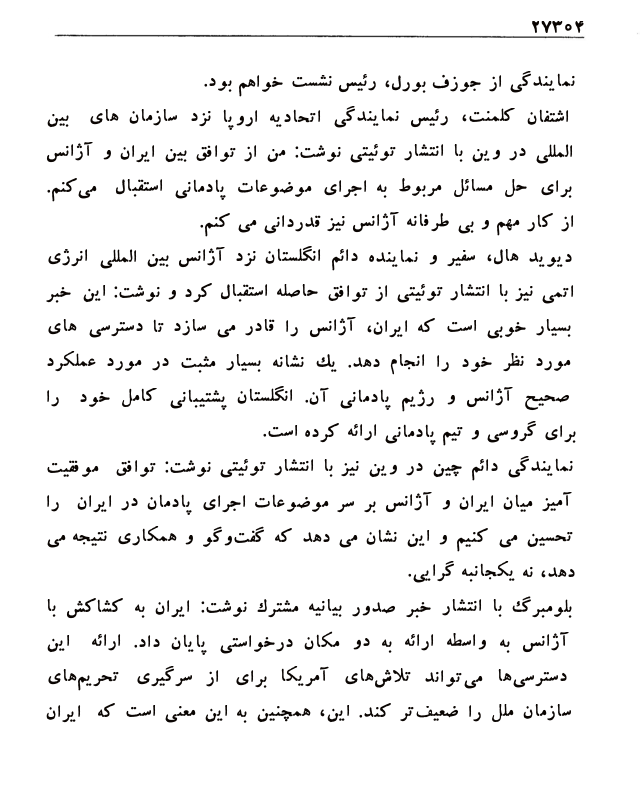 ۲۷۳۰۴
نمایندگی از جوزف بورل، رئیس نشست خواهم بود.
اشتفان کلمنت، رئیس نمایندگی اتحادیه اروپا نزد سازمان های بین
المللی در وین با انتشار توئیتی نوشت: من از توافق بین ایران و آژانس
برای حل مسائل مربوط به اجرای موضوعات پادمانی استقبال می‌کنم.
از کار مهم و بی طرفانه آژانس نیز قدردانی می کنم.
دیوید هال، سفیر و نماینده دائم انگلستان نزد آژانس بین المللی انرژی
اتمی نیز با انتشار توئیتی از توافق حاصله استقبال کرد و نوشت: این خبر
بسیار خوبی است که ایران، آژانس را قادر می سازد تا دسترسی های
مورد نظر خود را انجام دهد. یك نشانه بسیار مثبت در مورد عملکرد
صحیح آژانس و رژیم پادمانی آن. انگلستان پشتیبانی کامل خود را
برای گروسی و تیم پادمانی ارائه کرده است.
نمایندگی دائم چین در وین نیز با انتشار توئیتی نوشت: توافق موفقیت
آمیز میان ایران و آژانس بر سر موضوعات اجرای پادمان در ایران را
تحسین می کنیم و این نشان می دهد که گفت‌وگو و همکاری نتیجه می
دهد، نه یکجانبه گرایی.
بلومبرگ با انتشار خبر صدور بیانیه مشترك نوشت: ایران به کشاکش با
آژانس به واسطه ارائه به دو مکان درخواستی پایان داد. ارائه این
دسترسی‌ها می‌تواند تلاش‌های آمریکا برای از سرگیری تحریم‌های
سازمان ملل را ضعیف‌تر کند. این، همچنین به این معنی است که ایران